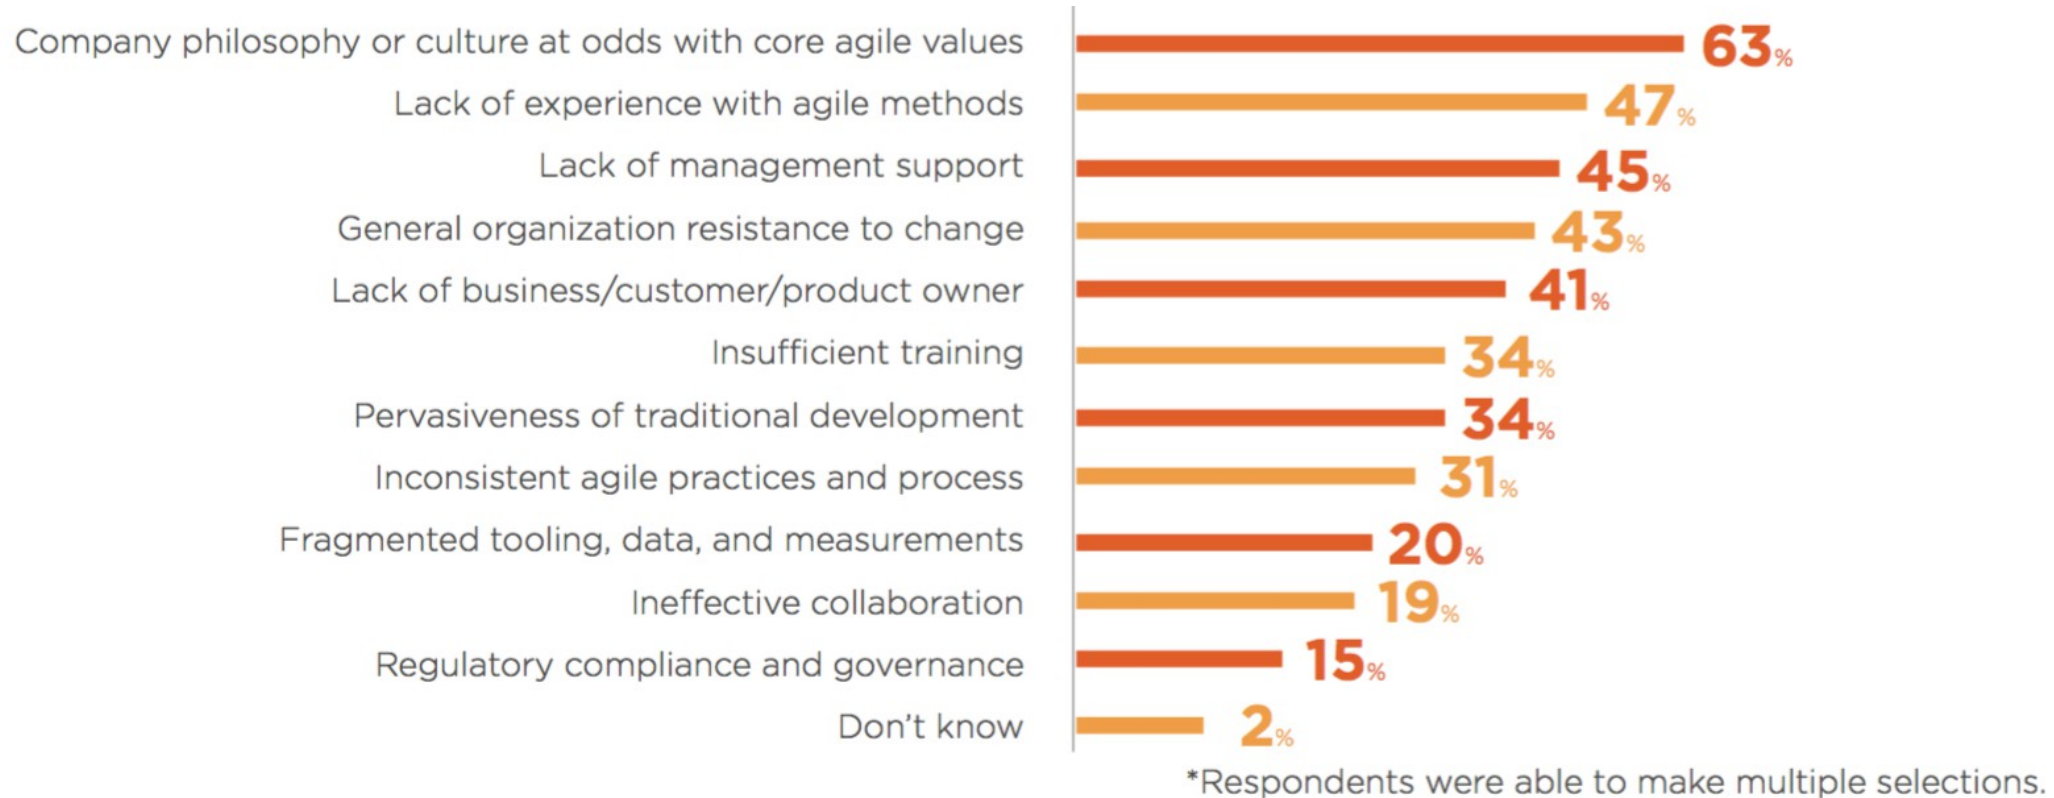 Company philosophy or culture at odds with core agile values 63%
Lack of experience with agile methods 47%
Lack of management support 45%
General organization resistance to change 43%
Lack of business/customer/product owner 41%
Insufficient training 34%
Pervasiveness of traditional development 34%
Inconsistent agile practices and process 31%
Fragmented tooling, data, and measurements 20%
Ineffective collaboration 19%
Regulatory compliance and governance 15%
Don’t know 2%
*Respondents were able to make multiple selections.